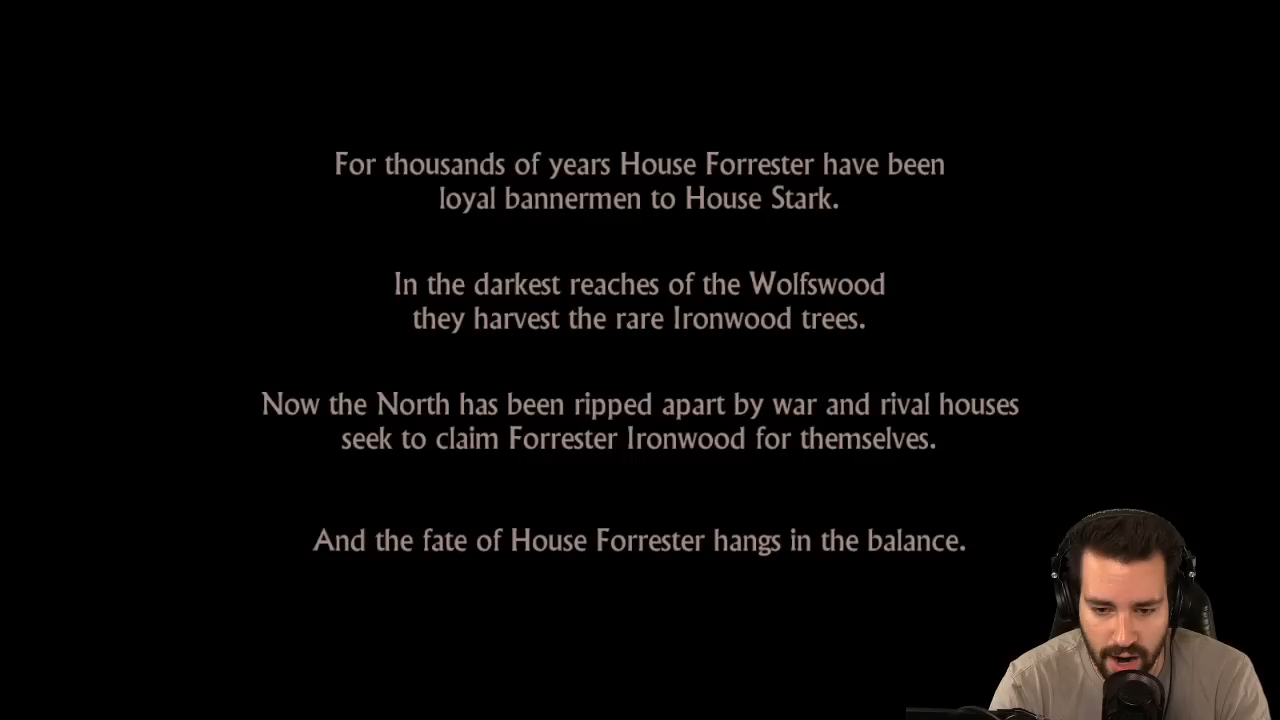 For thousands of years House Forrester have been
loyal bannermen to House Stark.
In the darkest reaches of the Wolfswood
they harvest the rare Ironwood trees.
Now the North has been ripped apart by war and rival houses
seek to claim Forrester Ironwood for themselves.
And the fate of House Forrester hangs in the balance.